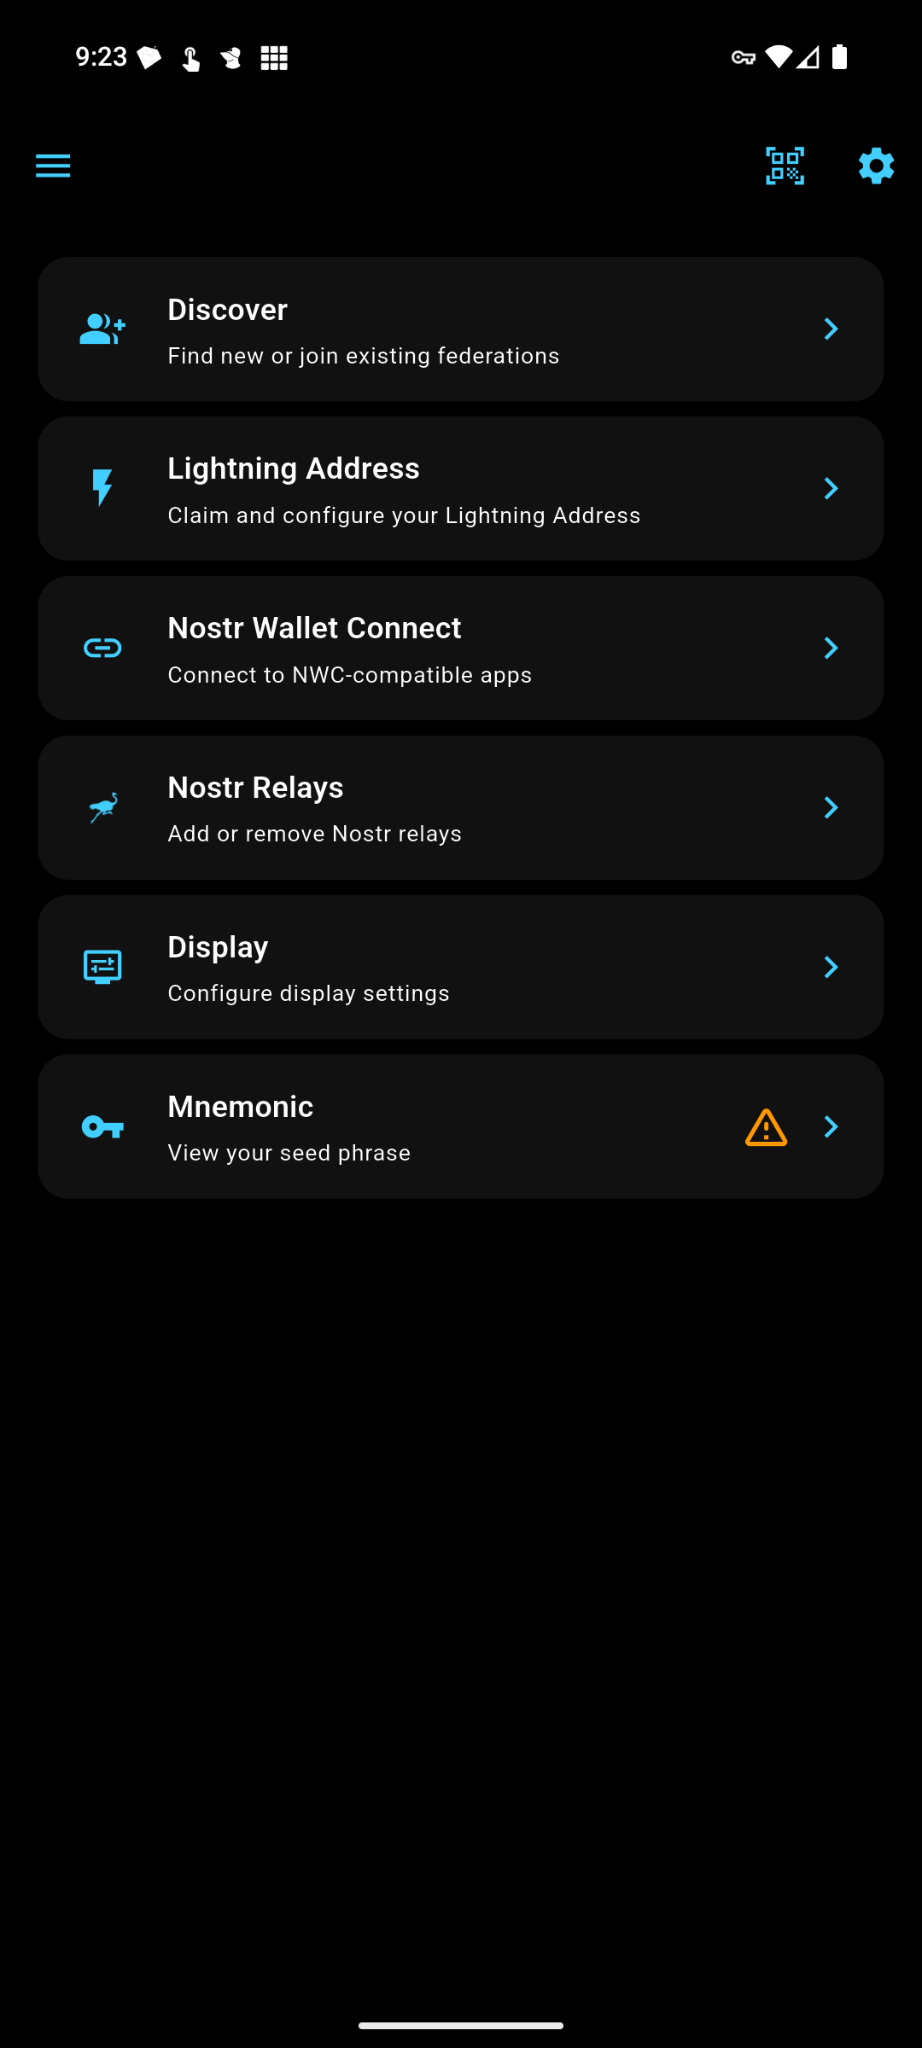 9:23
Discover
Find new or join existing federations
Lightning Address
Claim and configure your Lightning Address
Nostr Wallet Connect
Connect to NWC-compatible apps
Nostr Relays
Add or remove Nostr relays
Display
Configure display settings
Mnemonic
View your seed phrase